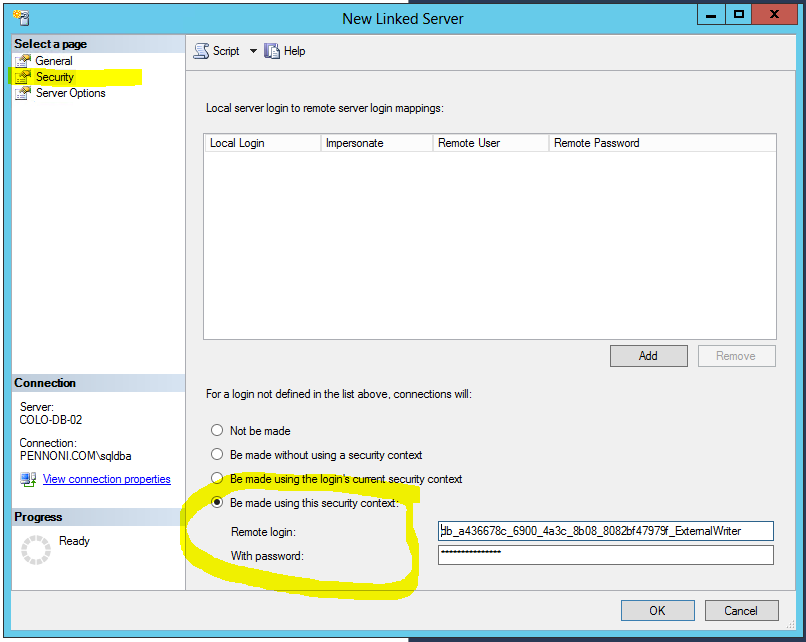 New Linked Server
Select a page
General
Security
Server Options
Script
Help
Local server login to remote server login mappings:
Local Login Impersonate Remote User Remote Password
Add Remove
For a login not defined in the list above, connections will:
Not be made
Be made without using a security context
Be made using the login's current security context
Be made using this security context:
Remote login: db_a436678c_6900_4a3c_8b08_8082bf47979f_ExternalWriter
With password: ***************
Connection
Server:
COLO-DB-02
Connection:
PENNONI.COM\sqldba
View connection properties
Progress
Ready
OK Cancel